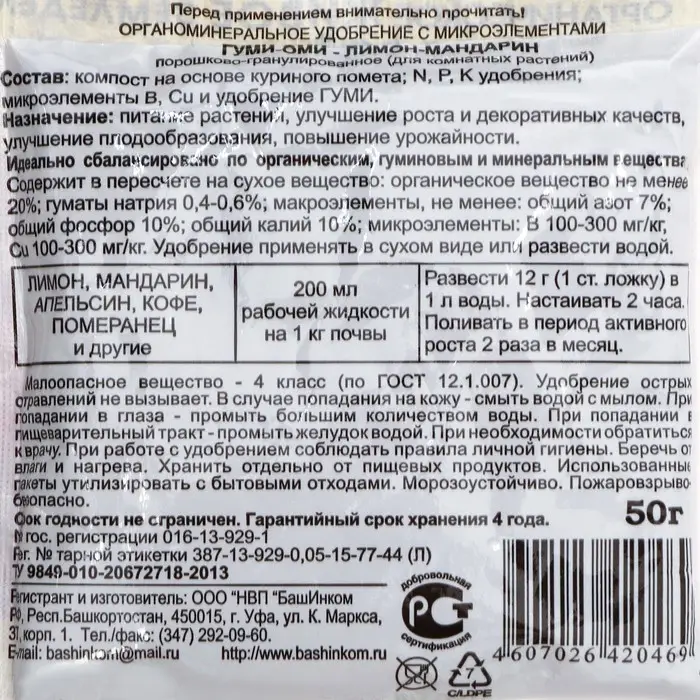 Перед применением внимательно прочитать!
ОРГАНОМИНЕРАЛЬНОЕ УДОБРЕНИЕ С МИКРОЭЛЕМЕНТАМИ
ГУМИ-ОМИ - ЛИМОН-МАНДАРИН
порошково-гранулированное (для комнатных растений)
Состав: компост на основе куриного помета; N, P, K удобрения;
микроэлементы В, Cu и удобрение ГУМИ.
Назначение: питание растений, улучшение роста и декоративных качеств,
улучшение плодообразования, повышение урожайности.
Идеально сбалансировано по органическим, гуминовым и минеральным вещества
Содержит в пересчете на сухое вещество: органическое вещество не менее
20%; гуматы натрия 0,4-0,6%; макроэлементы, не менее: общий азот 7%;
общий фосфор 10%; общий калий 10%; микроэлементы: В 100-300 мг/кг,
Cu 100-300 мг/кг. Удобрение применять в сухом виде или развести водой.
ЛИМОН, МАНДАРИН,
АПЕЛЬСИН, КОФЕ,
ПОМЕРАНЕЦ
и другие
200 мл
рабочей жидкости
на 1 кг почвы
Развести 12 г (1 ст. ложку) в
1 л воды. Настаивать 2 часа.
Поливать в период активного
роста 2 раза в месяц.
Малоопасное вещество - 4 класс (по ГОСТ 12.1.007). Удобрение острых
отравлений не вызывает. В случае попадания на кожу - смыть водой с мылом. При
попадании в глаза - промыть большим количеством воды. При попадании в
пищеварительный тракт - промыть желудок водой. При необходимости обратиться
к врачу. При работе с удобрением соблюдать правила личной гигиены. Беречь от
влаги и нагрева. Хранить отдельно от пищевых продуктов. Использованные
пакеты утилизировать с бытовыми отходами. Морозоустойчиво. Пожаровзрыво-
безопасно.
Срок годности не ограничен. Гарантийный срок хранения 4 года.
50г
№ гос. регистрации 016-13-929-1
Рег. № тарной этикетки 387-13-929-0,05-15-77-44 (Л)
ТУ 9849-010-20672718-2013
Регистрант и изготовитель: ООО "НВП "БашИнком
РФ, Респ.Башкортостан, 450015, г. Уфа, ул. К. Маркса,
37, корп. 1. Тел./факс: (347) 292-09-60.
E-mail: bashinkom@mail.ru http://www.bashinkom.ru
добровольная
РСТ
сертификация
7
C/LDPE
4 607026 420469